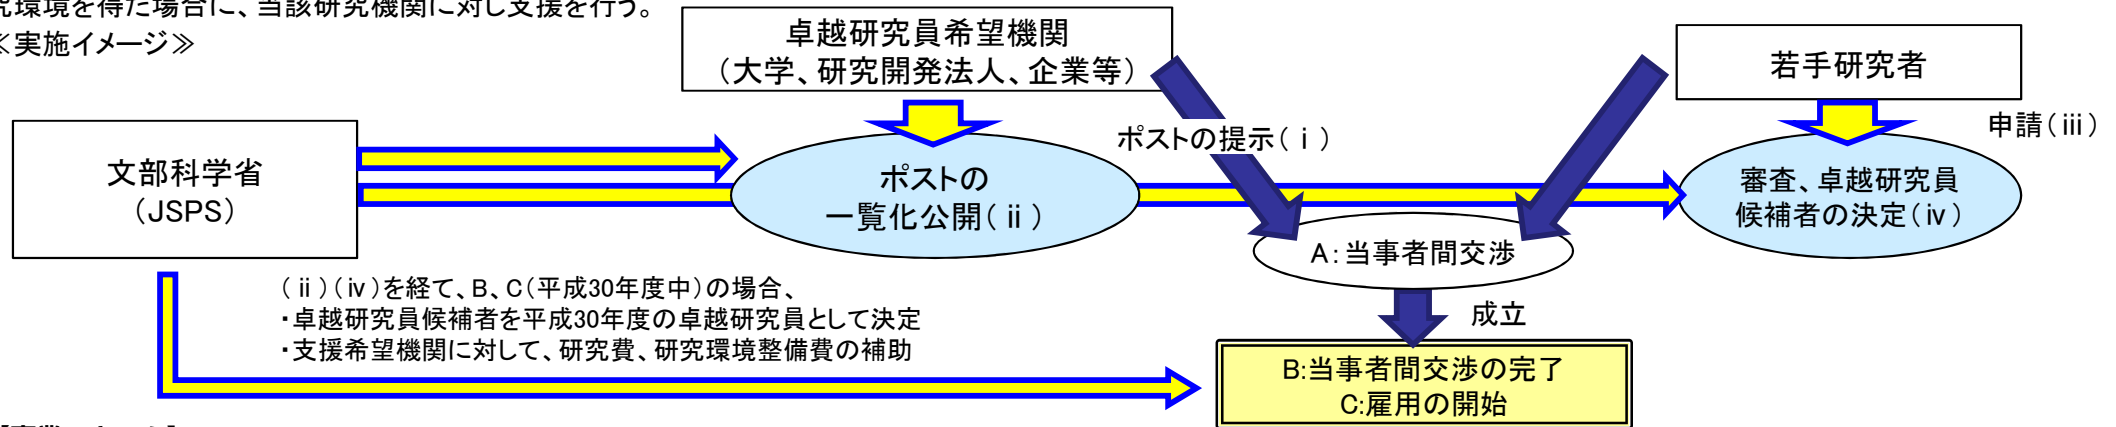 究環境を得た場合に、当該研究機関に対し支援を行う。
≪実施イメージ≫
卓越研究員希望機関
（大学、研究開発法人、企業等）
若手研究者
文部科学省
（JSPS）
ポストの提示（ⅰ）
申請（ⅲ）
ポストの
一覧化公開（ⅱ）
審査、卓越研究員
候補者の決定（ⅳ）
A：当事者間交渉
（ⅱ）（ⅳ）を経て、B、C（平成30年度中）の場合、
・卓越研究員候補者を平成30年度の卓越研究員として決定
・支援希望機関に対して、研究費、研究環境整備費の補助
成立
B:当事者間交渉の完了
C:雇用の開始